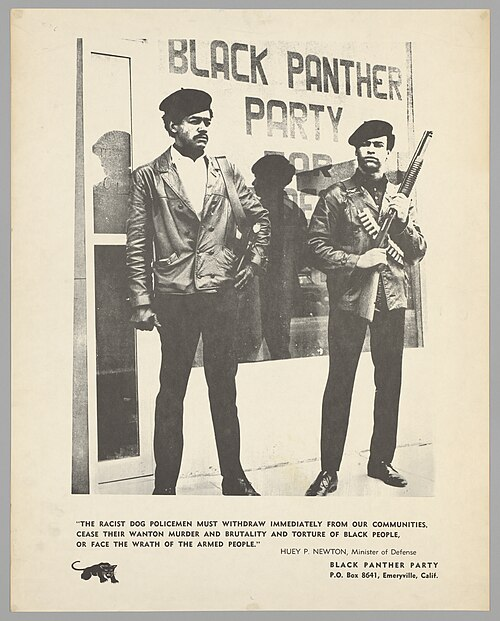 BLACK PANTHER
PARTY
FOR
"THE RACIST DOG POLICEMEN MUST WITHDRAW IMMEDIATELY FROM OUR COMMUNITIES,
CEASE THEIR WANTON MURDER AND BRUTALITY AND TORTURE OF BLACK PEOPLE,
OR FACE THE WRATH OF THE ARMED PEOPLE."
HUEY P. NEWTON, Minister of Defense
BLACK PANTHER PARTY
P.O. Box 8641, Emeryville, Calif.